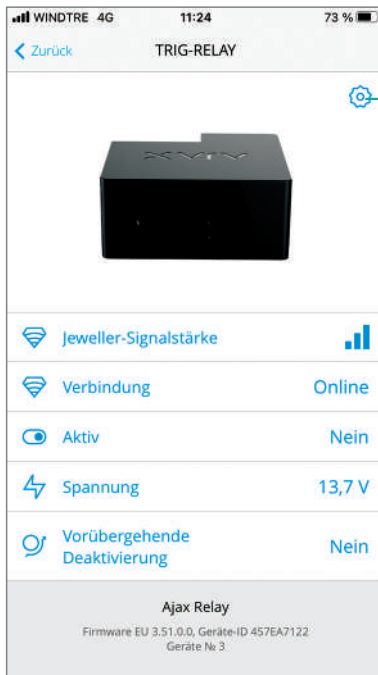 WINDTRE 4G 11:24 73 %
Zurück TRIG-RELAY
AJAX
Jeweller-Signalstärke
Verbindung Online
Aktiv Nein
Spannung 13,7 V
Vorübergehende
Deaktivierung Nein
Ajax Relay
Firmware EU 3.51.0.0, Geräte-ID 457EA7122
Geräte № 3